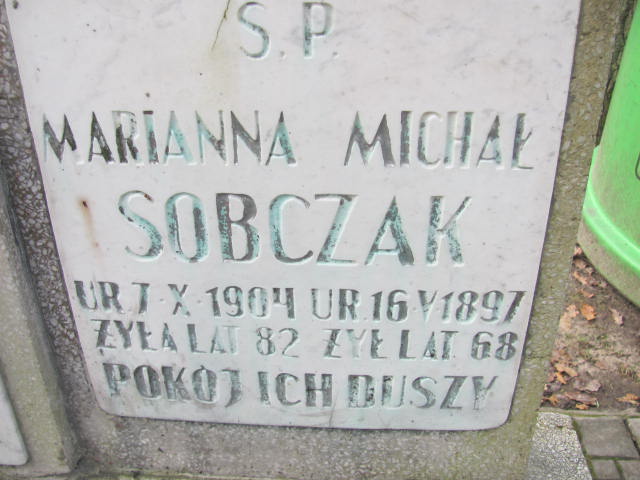 Ś.P.
MARIANNA MICHAŁ
SOBCZAK
UR. 7·X·1904 UR. 16·V·1897
ŻYŁA LAT 82 ŻYŁ LAT 68
POKÓJ ICH DUSZY